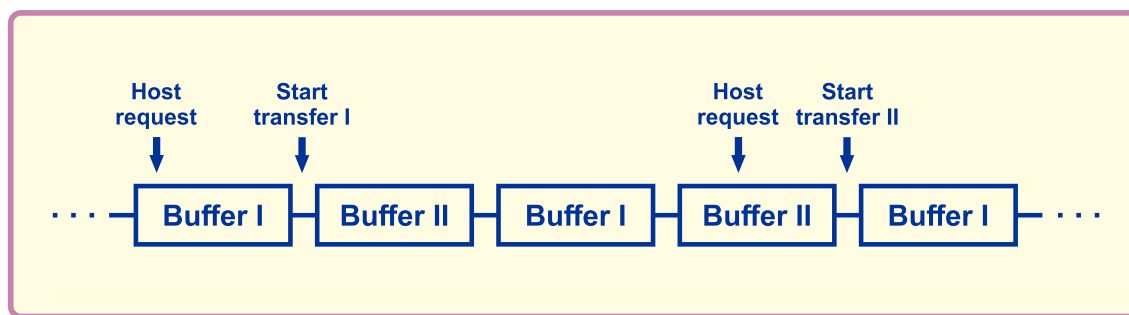 Host
request
Start
transfer I
Host
request
Start
transfer II
. . . Buffer I Buffer II Buffer I Buffer II Buffer I . . .